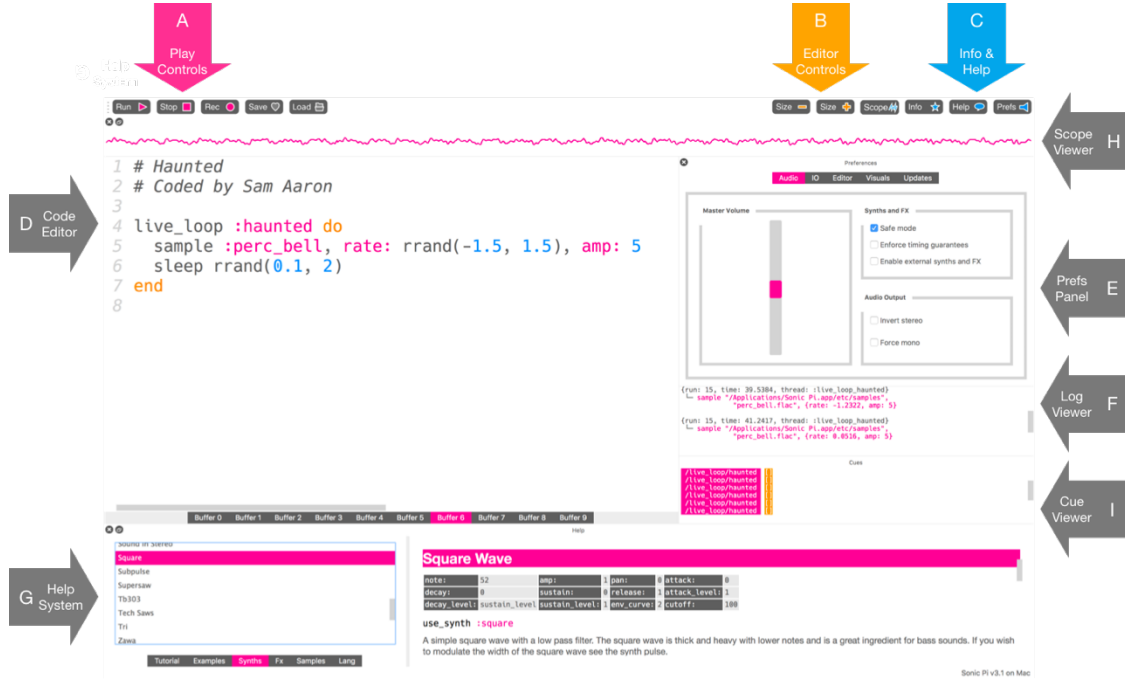 A
Play
Controls
B
Editor
Controls
C
Info &
Help
Run
Stop
Rec
Save
Load
Size
Size
Scope
Info
Help
Prefs
Scope
Viewer
H
1 # Haunted
2 # Coded by Sam Aaron
3
4 live_loop :haunted do
5 sample :perc_bell, rate: rrand(-1.5, 1.5), amp: 5
6 sleep rrand(0.1, 2)
7 end
8
D
Code
Editor
Preferences
Audio IO Editor Visuals Updates
Master Volume
Synths and FX
Safe mode
Enforce timing guarantees
Enable external synths and FX
Audio Output
Invert stereo
Force mono
Prefs
Panel
E
{run: 15, time: 39.5384, thread: :live_loop_haunted}
sample "/Applications/Sonic Pi.app/etc/samples",
"perc_bell.flac", {rate: -1.2322, amp: 5}
{run: 15, time: 41.2417, thread: :live_loop_haunted}
sample "/Applications/Sonic Pi.app/etc/samples",
"perc_bell.flac", {rate: 0.0516, amp: 5}
Log
Viewer
F
Cues
/live_loop/haunted
/live_loop/haunted
/live_loop/haunted
/live_loop/haunted
/live_loop/haunted
Cue
Viewer
I
Buffer 0 Buffer 1 Buffer 2 Buffer 3 Buffer 4 Buffer 5 Buffer 6 Buffer 7 Buffer 8 Buffer 9
Help
G
Help
System
Sound in Stereo
Square
Subpulse
Supersaw
Tb303
Tech Saws
Tri
Zawa
Tutorial Examples Synths Fx Samples Lang
Square Wave
note: 52 amp: 1 pan: 0 attack: 0
decay: 0 sustain: 0 release: 1 attack_level: 1
decay_level: sustain_level sustain_level: 1 env_curve: 2 cutoff: 100
use_synth :square
A simple square wave with a low pass filter. The square wave is thick and heavy with lower notes and is a great ingredient for bass sounds. If you wish
to modulate the width of the square wave see the synth pulse.
Sonic Pi v3.1 on Mac